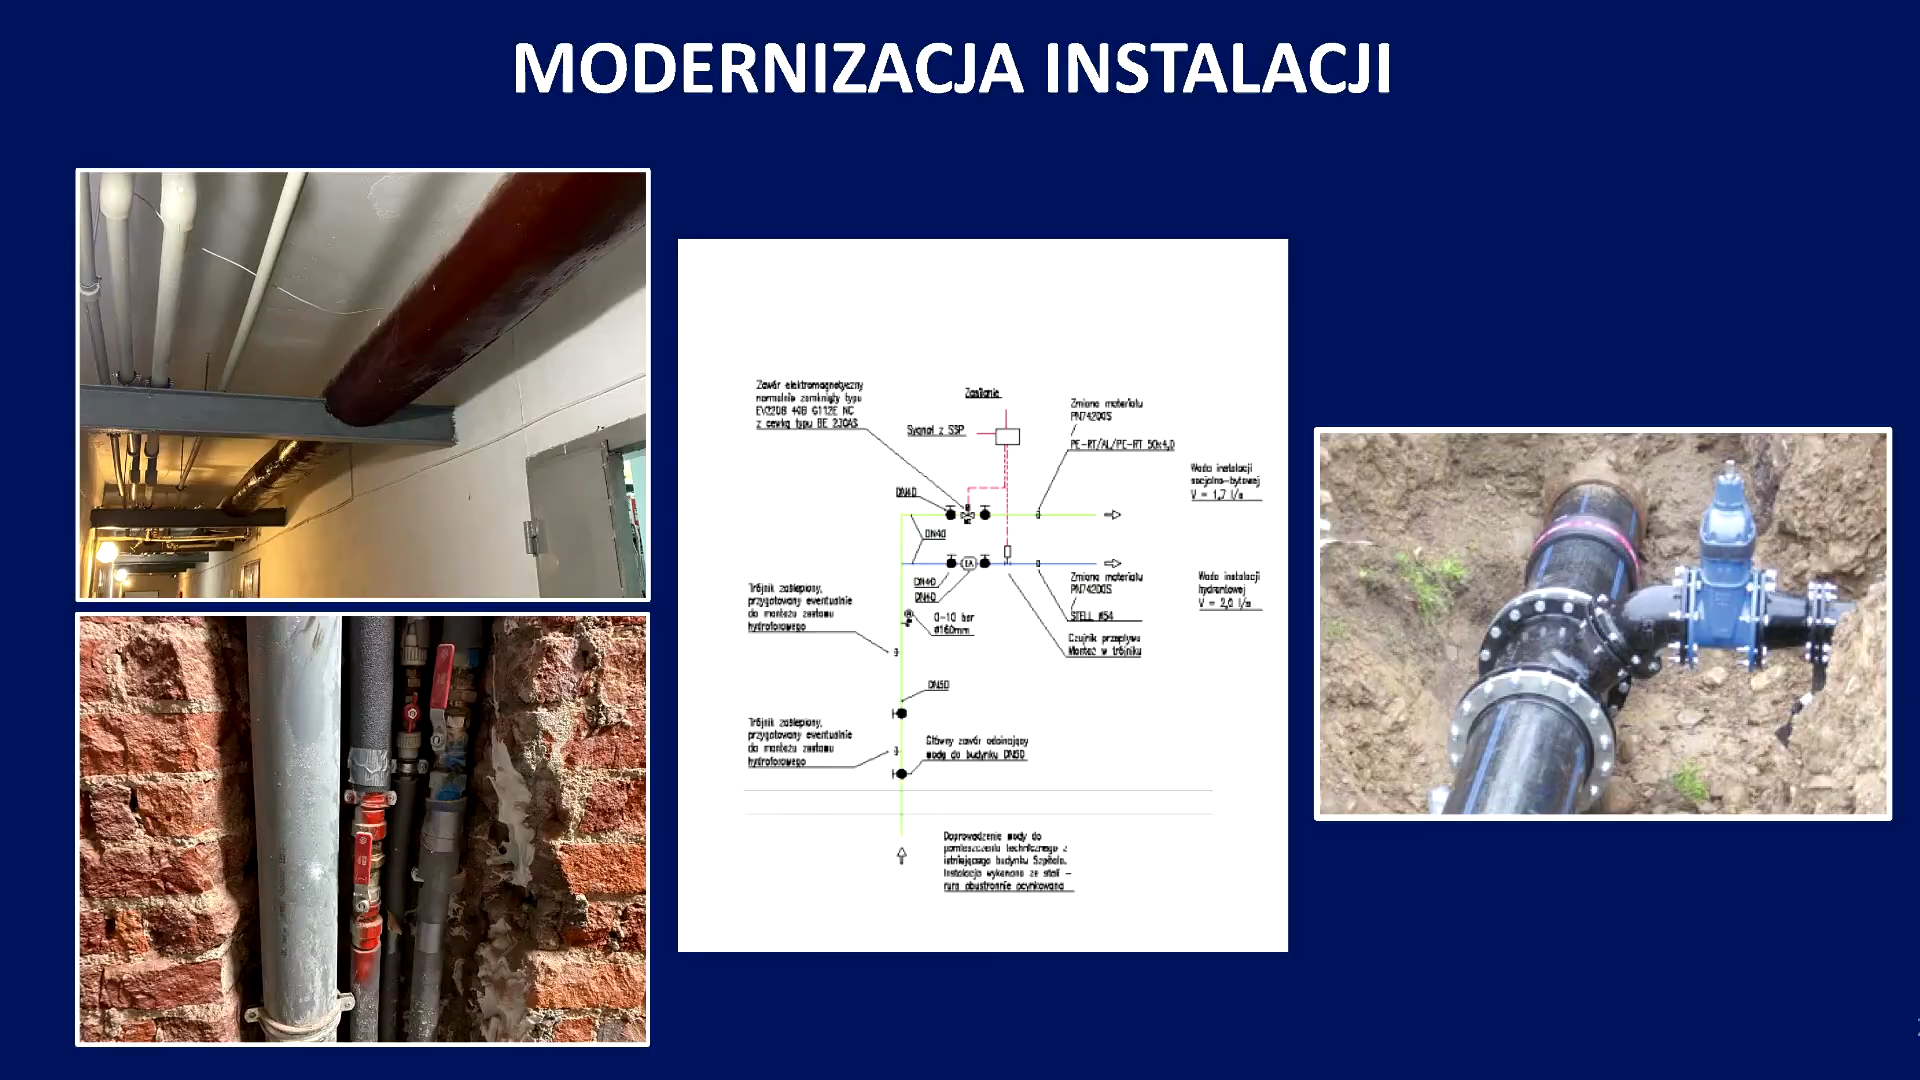 MODERNIZACJA INSTALACJI
Zawór elektromagnetyczny
normalnie zamknięty typu
EV220B 40B G112E NC
z cewką typu BE 230AS
Zasilanie
Sygnał z SSP
Zmiana materiału
PN74200S
PE-RT/AL/PE-RT 50x4,0
Woda instalacji
socjalno-bytowej
V = 1,7 l/s
DN40
DN40
DN40
DN40
Zmiana materiału
PN74200S
STELL ø54
Woda instalacji
hydrantowej
V = 2,0 l/s
Trójnik zaślepiony,
przygotowany eventualnie
do montażu zestawu
hydroforowego
0-10 bar
ø160mm
Czujnik przepływu
Montaż w trójniku
DN50
Trójnik zaślepiony,
przygotowany eventualnie
do montażu zestawu
hydroforowego
Główny zawór odcinający
wodę do budynku DN50
Doprowadzenie wody do
pomieszczenia technicznego z
istniejącego budynku Szpitala.
Instalacja wykonana ze stali -
rura obustronnie ocynkowana